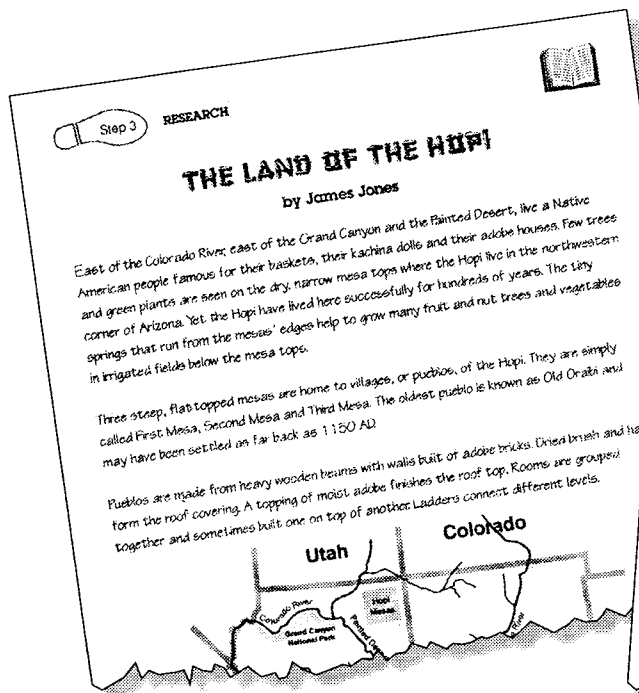 Step 3
RESEARCH
THE LAND OF THE HOPI
by James Jones
East of the Colorado River, east of the Grand Canyon and the Painted Desert, live a Native
American people famous for their baskets, their kachina dolls and their adobe houses. Few trees
and green plants are seen on the dry, narrow mesa tops where the Hopi live in the northwestern
corner of Arizona. Yet the Hopi have lived here successfully for hundreds of years. The tiny
springs that run from the mesas' edges help to grow many fruit and nut trees and vegetables
in irrigated fields below the mesa tops.
Three steep, flat topped mesas are home to villages, or pueblos, of the Hopi. They are simply
called First Mesa, Second Mesa and Third Mesa. The oldest pueblo is known as Old Oraibi and
may have been settled as far back as 1150 AD.
Pueblos are made from heavy wooden beams with walls built of adobe bricks. Dried brush and
form the roof covering. A topping of moist adobe finishes the roof top. Rooms are grouped
together and sometimes built one on top of another. Ladders connect different levels.
Utah
Colorado
Colorado River
Hopi
Mesas
Grand Canyon
National Park
Painted
River